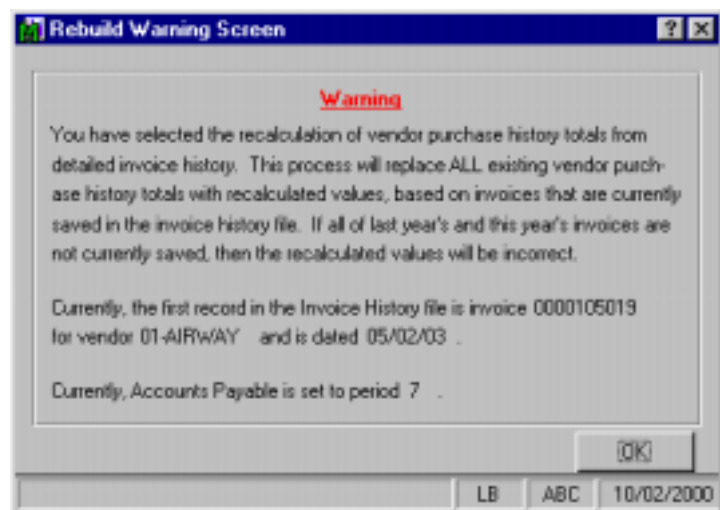 Rebuild Warning Screen
Warning
You have selected the recalculation of vendor purchase history totals from
detailed invoice history. This process will replace ALL existing vendor purch-
ase history totals with recalculated values, based on invoices that are currently
saved in the invoice history file. If all of last year's and this year's invoices are
not currently saved, then the recalculated values will be incorrect.
Currently, the first record in the Invoice History file is invoice 0000105019
for vendor 01-AIRWAY and is dated 05/02/03 .
Currently, Accounts Payable is set to period 7 .
OK
LB ABC 10/02/2000